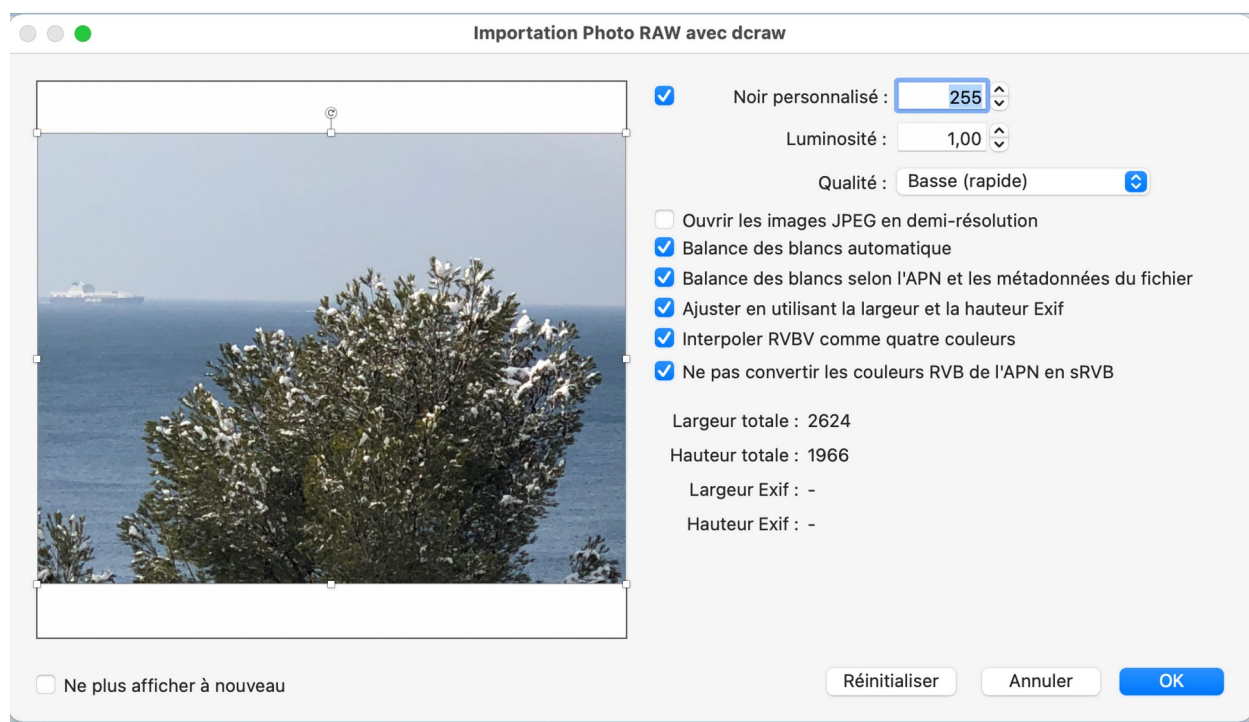 Importation Photo RAW avec dcraw
Noir personnalisé : 255
Luminosité : 1,00
Qualité : Basse (rapide)
Ouvrir les images JPEG en demi-résolution
Balance des blancs automatique
Balance des blancs selon l'APN et les métadonnées du fichier
Ajuster en utilisant la largeur et la hauteur Exif
Interpoler RVBV comme quatre couleurs
Ne pas convertir les couleurs RVB de l'APN en sRVB
Largeur totale : 2624
Hauteur totale : 1966
Largeur Exif : -
Hauteur Exif : -
Ne plus afficher à nouveau
Réinitialiser Annuler OK